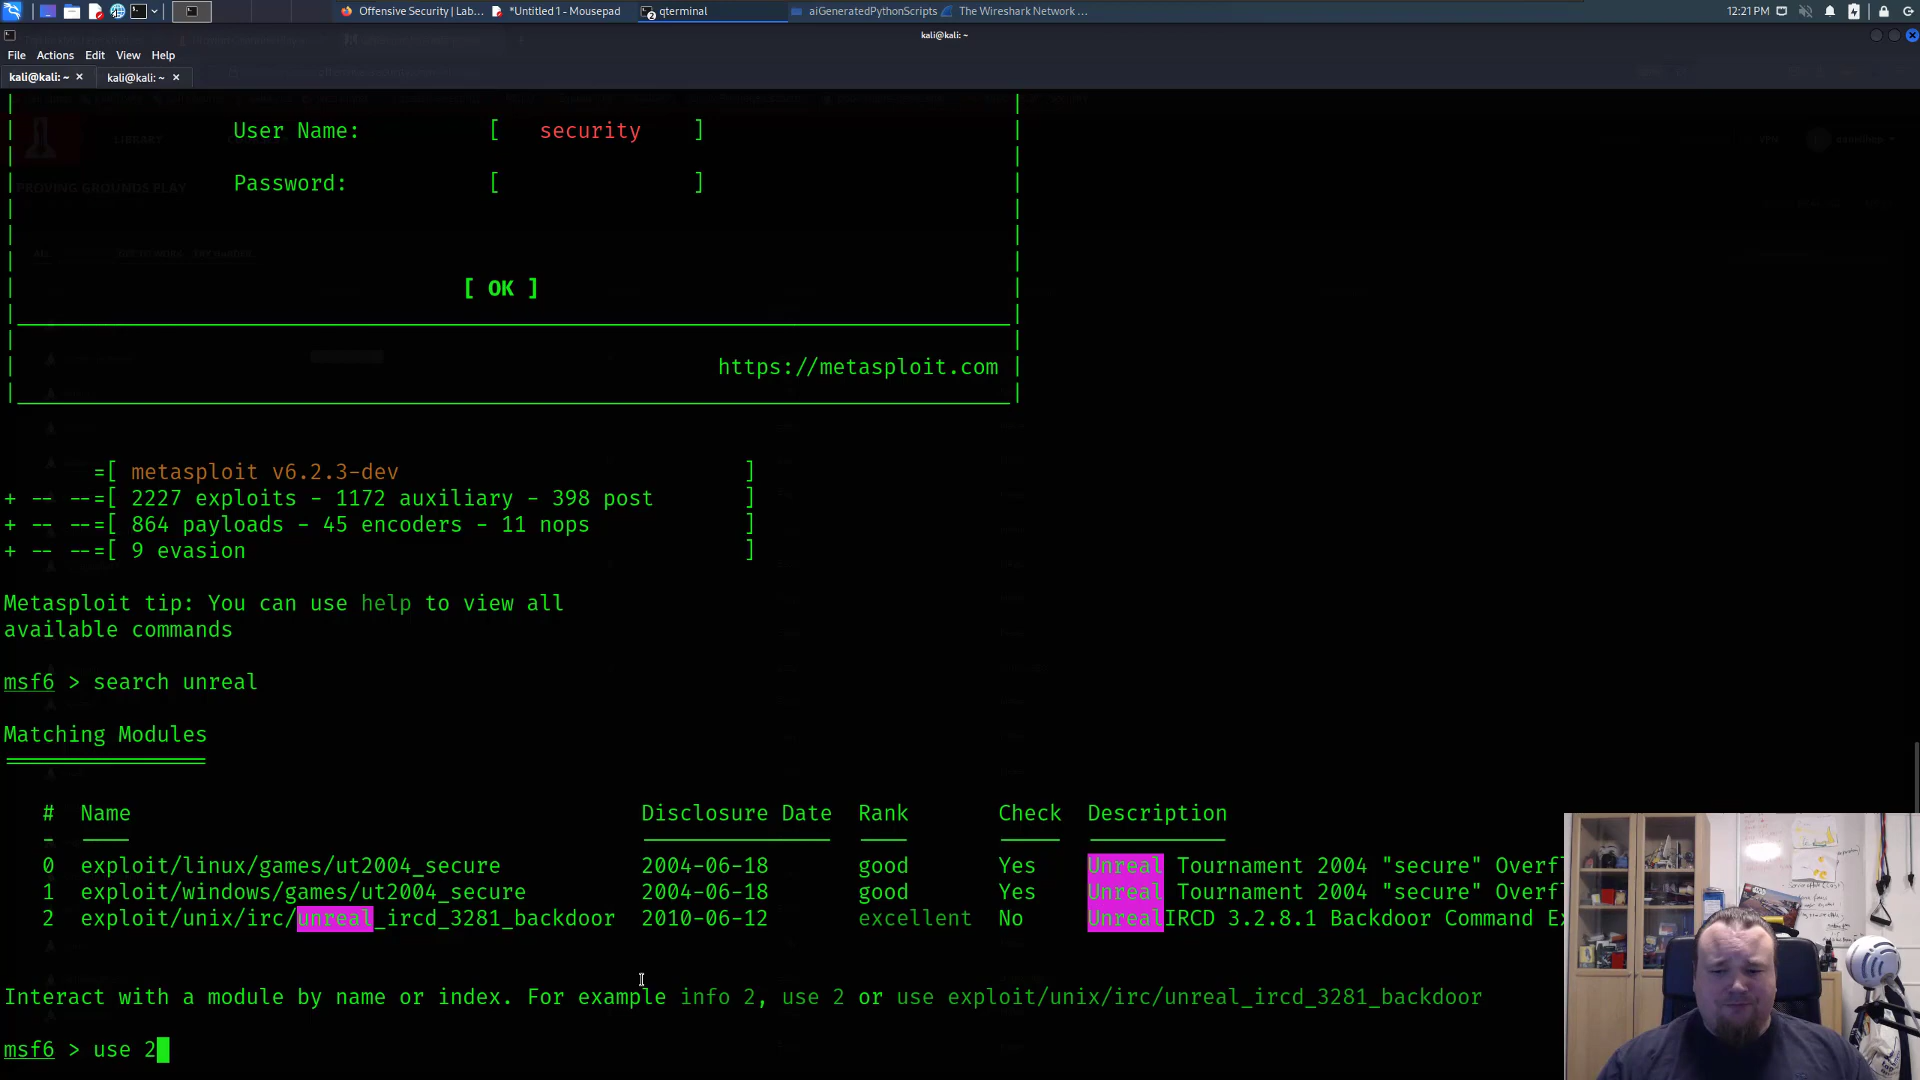 Offensive Security | Lab...
*Untitled 1 - Mousepad
qterminal
aiGeneratedPythonScripts
The Wireshark Network ...
12:21 PM
kali@kali: ~
File Actions Edit View Help
kali@kali: ~ ×
kali@kali: ~ ×
LIBRARY
VPN
PROVING GROUNDS PLAY
User Name: [ security ]
Password: [ ]
[ OK ]
https://metasploit.com
=[ metasploit v6.2.3-dev ]
+ -- --=[ 2227 exploits - 1172 auxiliary - 398 post ]
+ -- --=[ 864 payloads - 45 encoders - 11 nops ]
+ -- --=[ 9 evasion ]
Metasploit tip: You can use help to view all
available commands
msf6 > search unreal
Matching Modules
# Name Disclosure Date Rank Check Description
0 exploit/linux/games/ut2004_secure 2004-06-18 good Yes Unreal Tournament 2004 "secure" Overfl
1 exploit/windows/games/ut2004_secure 2004-06-18 good Yes Unreal Tournament 2004 "secure" Overfl
2 exploit/unix/irc/unreal_ircd_3281_backdoor 2010-06-12 excellent No UnrealIRCD 3.2.8.1 Backdoor Command Ex
Interact with a module by name or index. For example info 2, use 2 or use exploit/unix/irc/unreal_ircd_3281_backdoor
msf6 > use 2